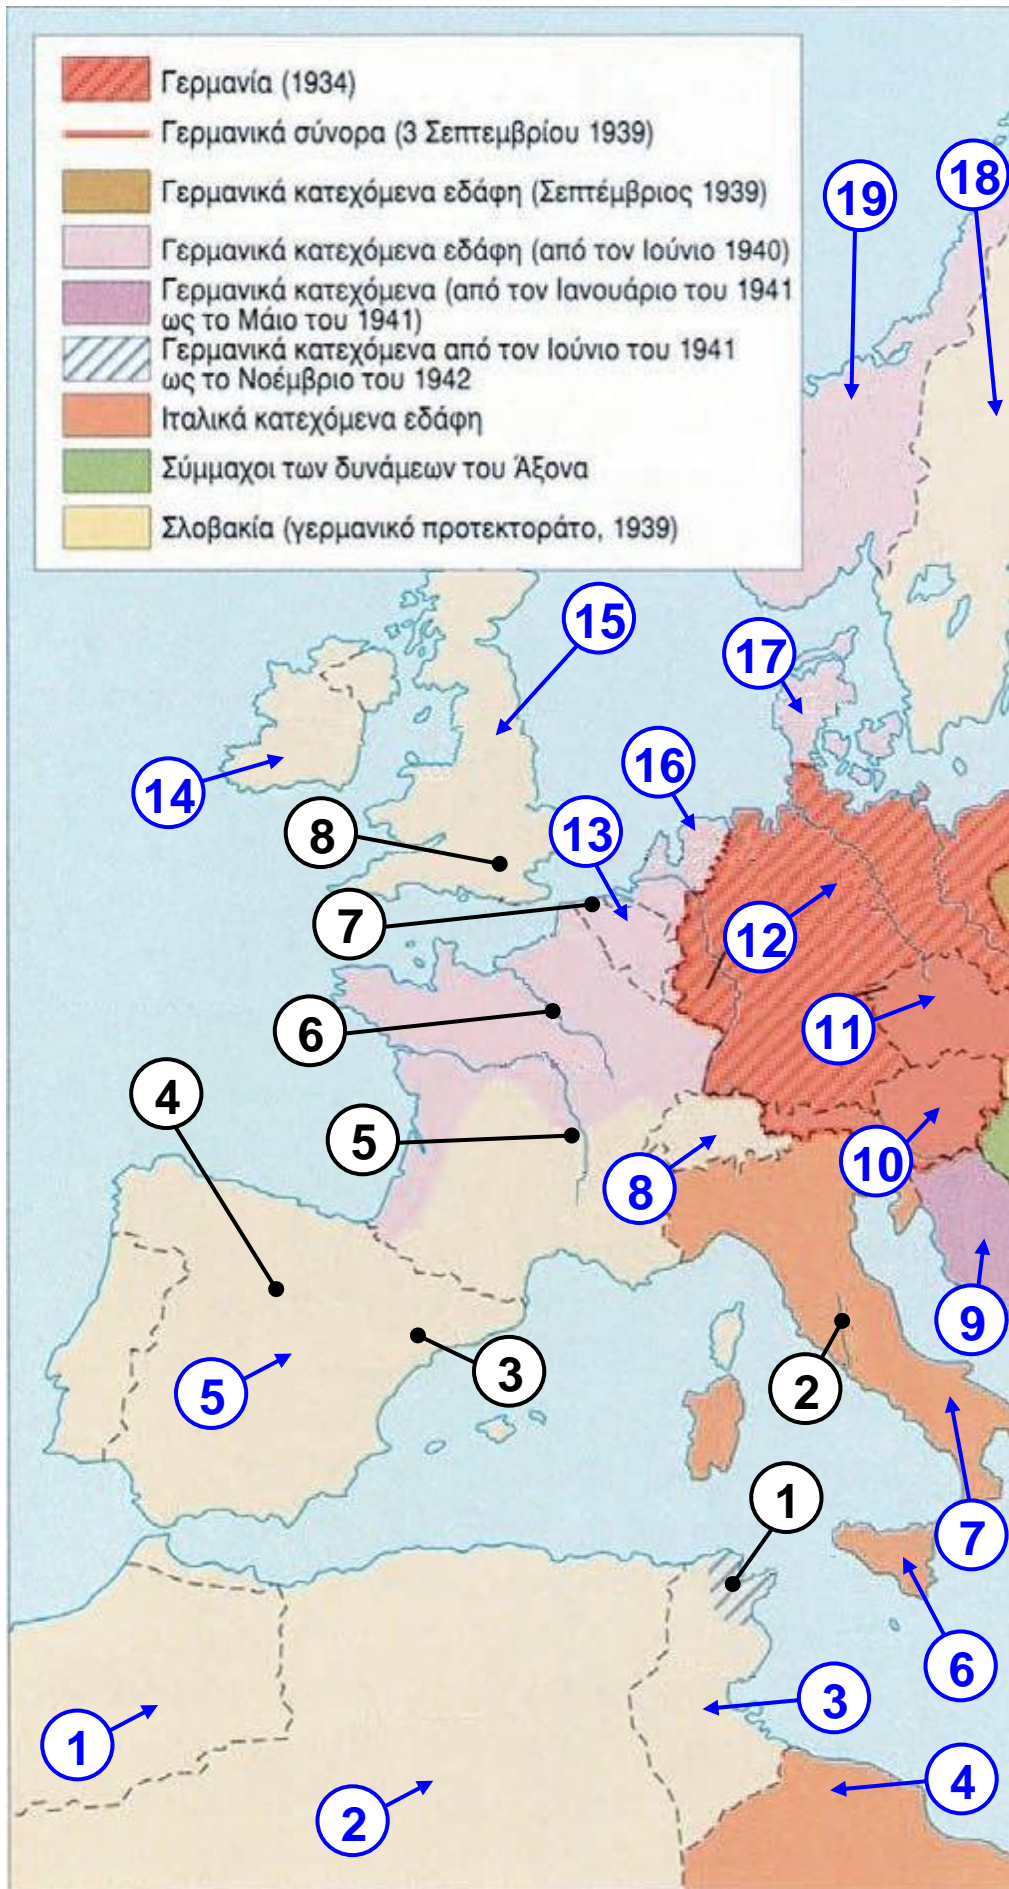 Γερμανία (1934)
Γερμανικά σύνορα (3 Σεπτεμβρίου 1939)
Γερμανικά κατεχόμενα εδάφη (Σεπτέμβριος 1939)
Γερμανικά κατεχόμενα εδάφη (από τον Ιούνιο 1940)
Γερμανικά κατεχόμενα (από τον Ιανουάριο του 1941
ως το Μάιο του 1941)
Γερμανικά κατεχόμενα από τον Ιούνιο του 1941
ως το Νοέμβριο του 1942
Ιταλικά κατεχόμενα εδάφη
Σύμμαχοι των δυνάμεων του Άξονα
Σλοβακία (γερμανικό προτεκτοράτο, 1939)
18
19
15
17
16
14
8
13
7
12
6
11
4
5
10
8
9
3
5
2
1
7
6
3
1
4
2